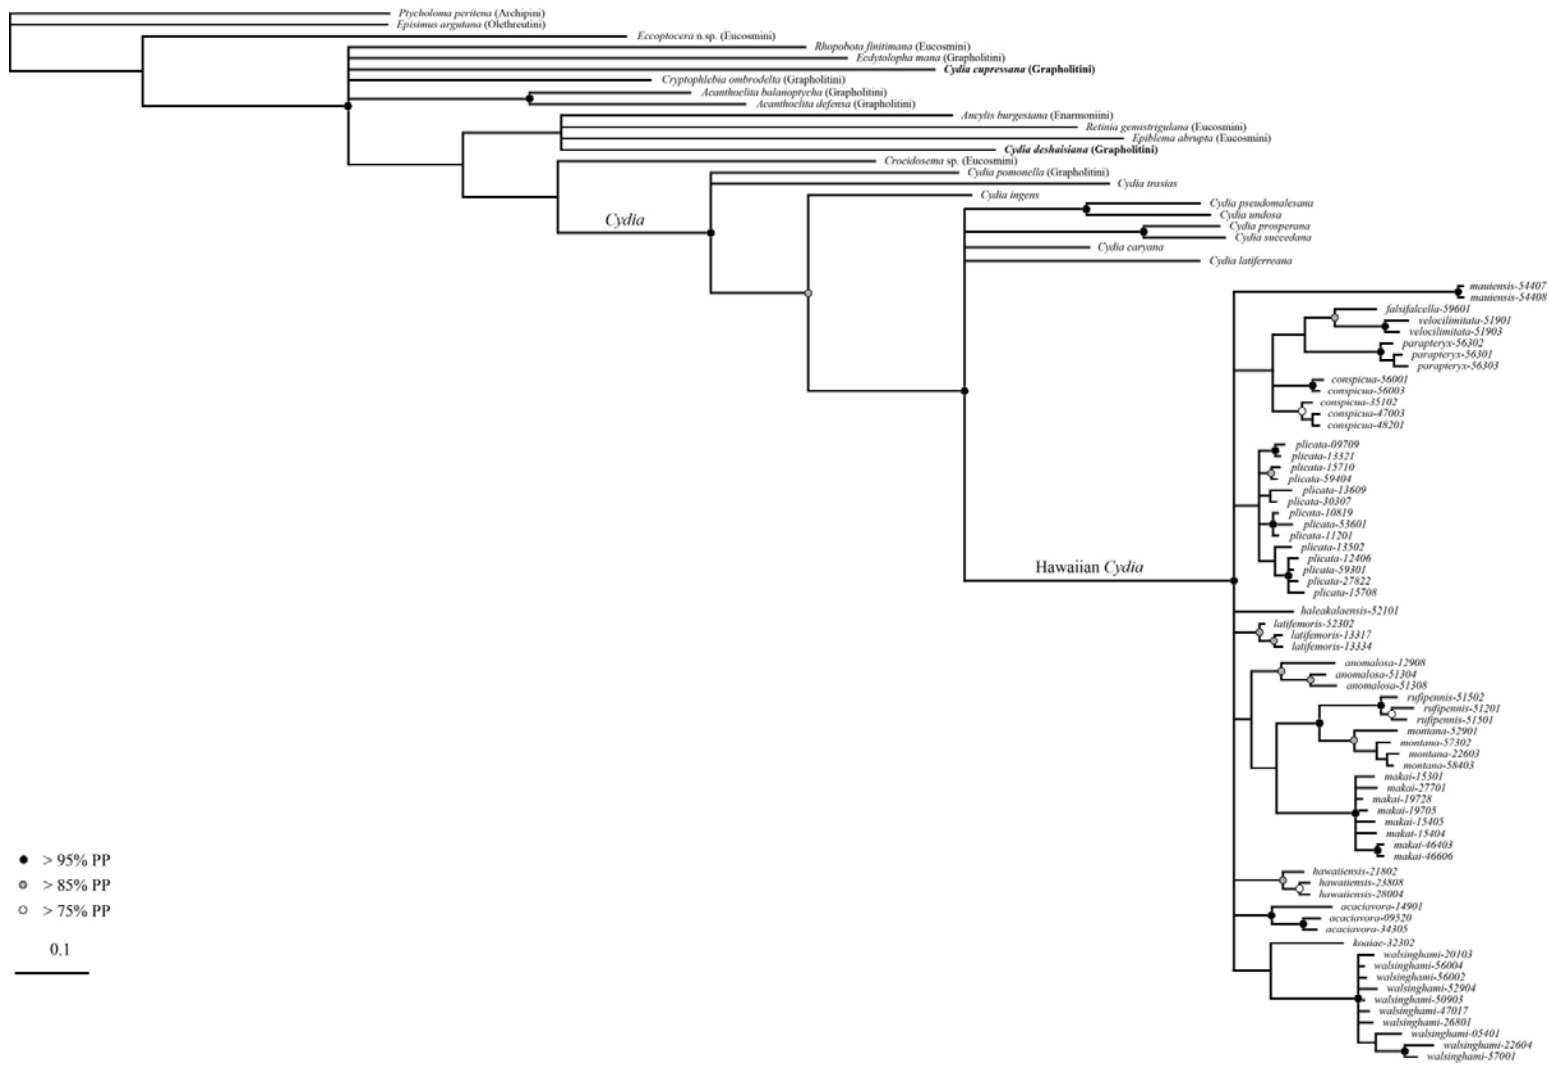 Ptycholoma peritena (Archipini)
Episimus argutana (Olethreutini)
Eccoptocera n.sp. (Eucosmini)
Rhopobota finitimana (Eucosmini)
Ecdytolopha mana (Grapholitini)
Cydia cupressana (Grapholitini)
Cryptophlebia ombrodelta (Grapholitini)
Acanthoclita balanoptycha (Grapholitini)
Acanthoclita defensa (Grapholitini)
Ancylis burgesiana (Enarmoniini)
Retinia gemistrigulana (Eucosmini)
Epiblema abrupta (Eucosmini)
Cydia deshaisiana (Grapholitini)
Crocidosema sp. (Eucosmini)
Cydia pomonella (Grapholitini)
Cydia trasias
Cydia ingens
Cydia pseudomalesana
Cydia undosa
Cydia
Cydia prosperana
Cydia succedana
Cydia caryana
Cydia latiferreana
mauiensis-54407
mauiensis-54408
falsifalcella-59601
velocilimitata-51901
velocilimitata-51903
parapteryx-56302
parapteryx-56301
parapteryx-56303
conspicua-56001
conspicua-56003
conspicua-35102
conspicua-47003
conspicua-48201
plicata-09709
plicata-13321
plicata-15710
plicata-59404
plicata-13609
plicata-30307
plicata-10819
plicata-53601
plicata-11201
plicata-13502
plicata-12406
Hawaiian Cydia
plicata-59301
plicata-27822
plicata-15708
haleakalaensis-52101
latifemoris-52302
latifemoris-13317
latifemoris-13334
anomalosa-12908
anomalosa-51304
anomalosa-51308
rufipennis-51502
rufipennis-51201
rufipennis-51501
montana-52901
montana-57302
montana-22603
montana-58403
makai-15301
makai-27701
makai-19728
makai-19705
makai-15405
makai-15404
makai-46403
makai-46606
> 95% PP
> 85% PP
> 75% PP
0.1
hawaiiensis-21802
hawaiiensis-23808
hawaiiensis-28004
acaciavora-14901
acaciavora-09520
acaciavora-34305
koaiae-32302
walsinghami-20103
walsinghami-56004
walsinghami-56002
walsinghami-52904
walsinghami-50903
walsinghami-47017
walsinghami-26801
walsinghami-05401
walsinghami-22604
walsinghami-57001